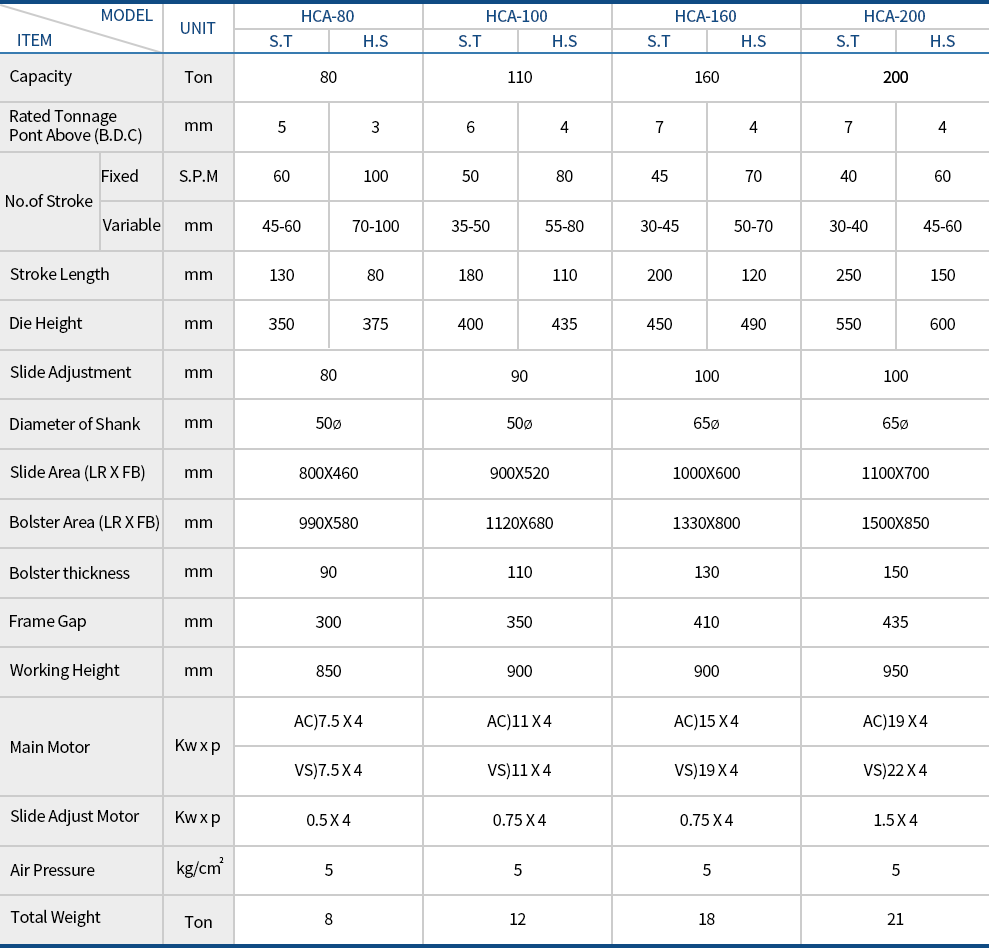 MODEL
ITEM
UNIT
HCA-80 HCA-100 HCA-160 HCA-200
S.T H.S S.T H.S S.T H.S S.T H.S
Capacity Ton 80 110 160 200
Rated Tonnage
Pont Above (B.D.C) mm 5 3 6 4 7 4 7 4
No.of Stroke
Fixed S.P.M 60 100 50 80 45 70 40 60
Variable mm 45-60 70-100 35-50 55-80 30-45 50-70 30-40 45-60
Stroke Length mm 130 80 180 110 200 120 250 150
Die Height mm 350 375 400 435 450 490 550 600
Slide Adjustment mm 80 90 100 100
Diameter of Shank mm 50ø 50ø 65ø 65ø
Slide Area (LR X FB) mm 800X460 900X520 1000X600 1100X700
Bolster Area (LR X FB) mm 990X580 1120X680 1330X800 1500X850
Bolster thickness mm 90 110 130 150
Frame Gap mm 300 350 410 435
Working Height mm 850 900 900 950
Main Motor Kw x p
AC)7.5 X 4 AC)11 X 4 AC)15 X 4 AC)19 X 4
VS)7.5 X 4 VS)11 X 4 VS)19 X 4 VS)22 X 4
Slide Adjust Motor Kw x p 0.5 X 4 0.75 X 4 0.75 X 4 1.5 X 4
Air Pressure kg/cm² 5 5 5 5
Total Weight Ton 8 12 18 21